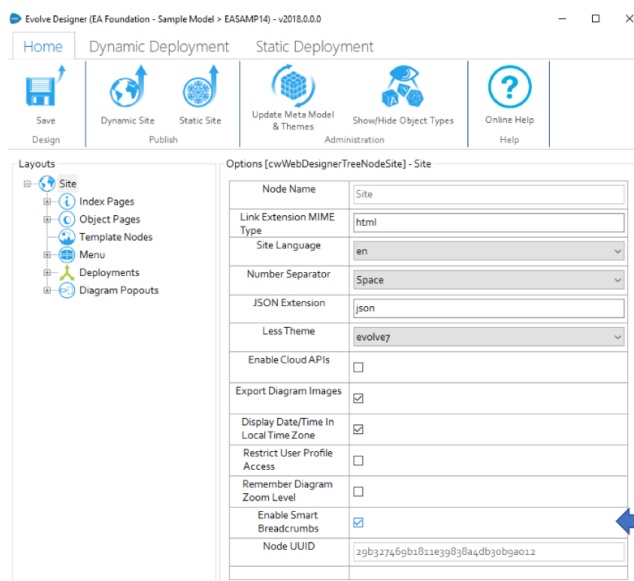 Evolve Designer (EA Foundation - Sample Model > EASAMP14) - v2018.0.0.0
Home Dynamic Deployment Static Deployment
Save Dynamic Site Static Site Update Meta Model & Themes Show/Hide Object Types Online Help
Design Publish Administration Help
Layouts
Site
Index Pages
Object Pages
Template Nodes
Menu
Deployments
Diagram Popouts
Options [cwWebDesignerTreeNodeSite] - Site
Node Name Site
Link Extension MIME
Type html
Site Language en
Number Separator Space
JSON Extension json
Less Theme evolve7
Enable Cloud APIs
Export Diagram Images
Display Date/Time In
Local Time Zone
Restrict User Profile
Access
Remember Diagram
Zoom Level
Enable Smart
Breadcrumbs
Node UUID 29b327469b1811e39838a4db30b9a012